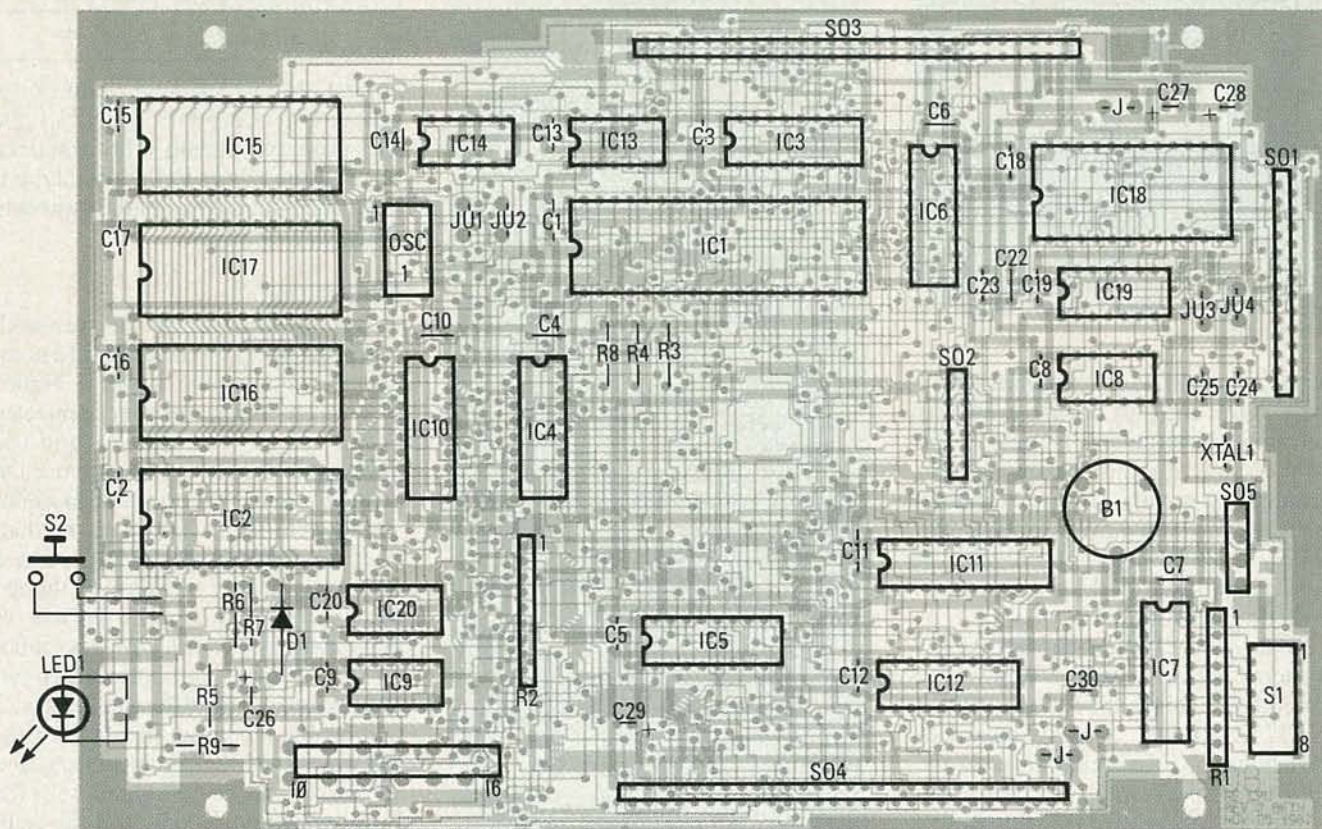 SO3
C15
IC15
C14
IC14
C13
IC13
C3
IC3
C6
-J-
+
C27
+
C28
C18
IC18
SO1
C17
IC17
1
OSC
1
JU1
JU2
C1
IC1
IC6
C23
C22
C19
IC19
JU3
JU4
C16
IC16
C10
IC10
C4
IC4
R8
R4
R3
SO2
C8
IC8
C25
C24
XTAL1
C2
IC2
B1
SO5
S2
R6
R7
D1
C20
IC20
1
R2
C11
IC11
C7
IC7
1
R1
C5
IC5
LED1
R5
+
C26
C9
IC9
C12
IC12
C30
1
S1
8
R9
C29
+
-J-
-J-
I0
I6
SO4